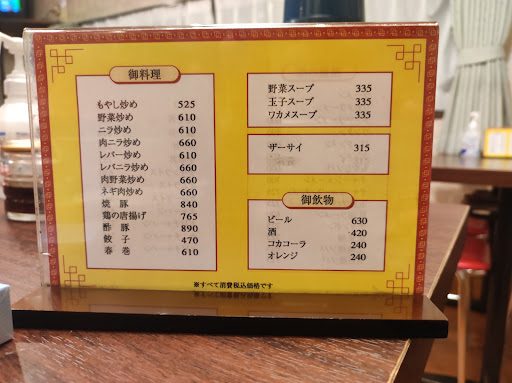 御料理
もやし炒め 525
野菜炒め 610
ニラ炒め 610
肉ニラ炒め 660
レバー炒め 660
レバニラ炒め 660
肉野菜炒め 660
ネギ肉炒め 660
焼豚 840
鶏の唐揚げ 765
酢豚 890
餃子 470
春巻 610
野菜スープ 335
玉子スープ 335
ワカメスープ 335
ザーサイ 315
御飲物
ビール 630
酒 420
コカコーラ 240
オレンジ 240
※すべて消費税込価格です